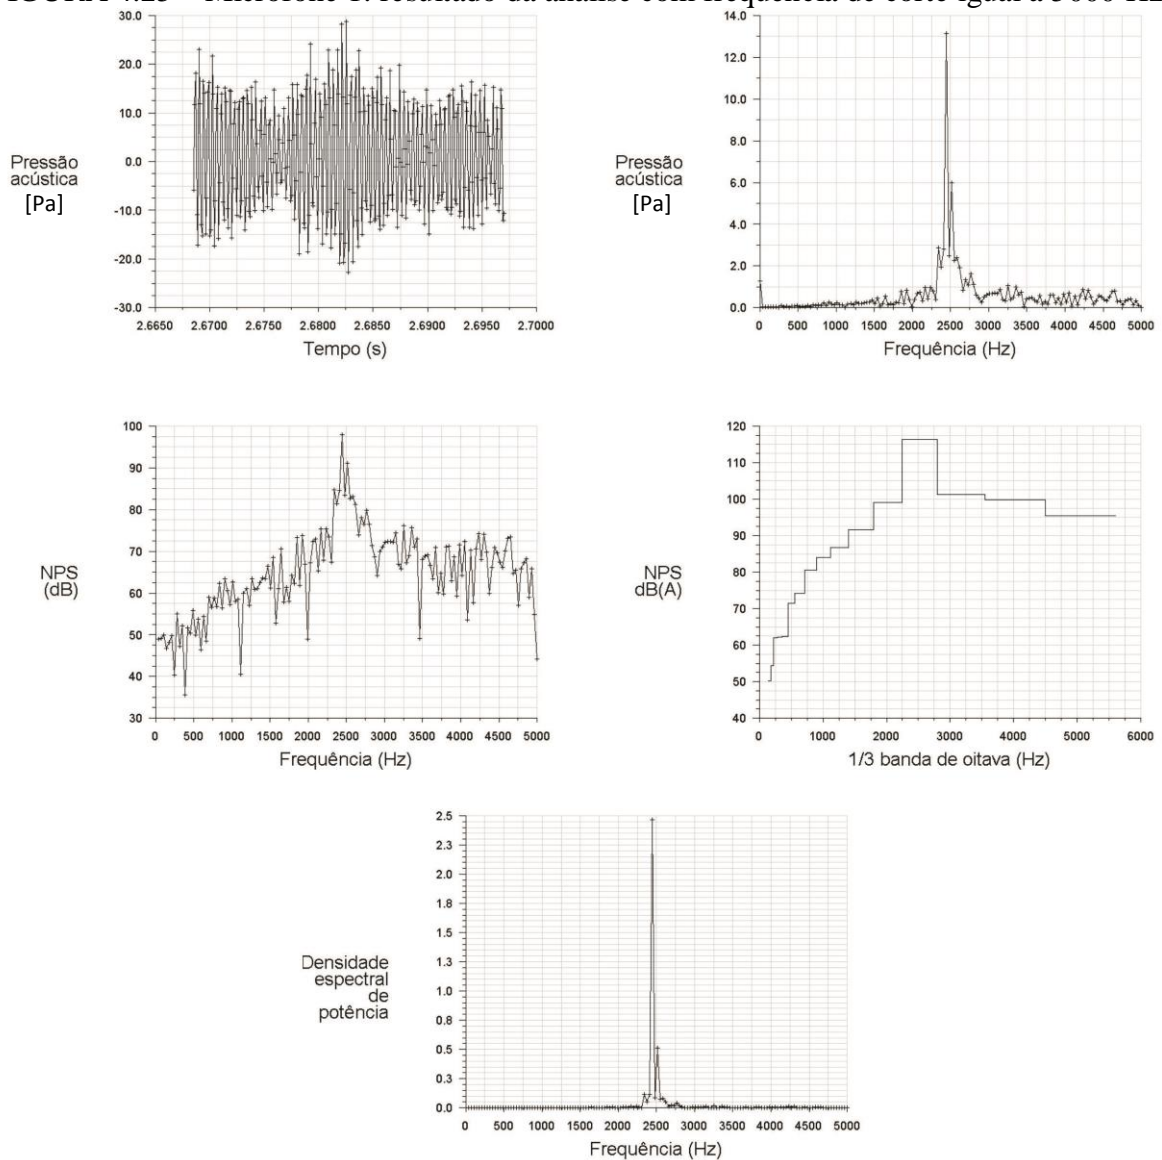 Microfone 1: resultado da análise com frequência de corte igual a 5000 Hz
30.0
20.0
10.0
0.0
-10.0
-20.0
-30.0
Pressão
acústica
[Pa]
2.6650 2.6700 2.6750 2.6800 2.6850 2.6900 2.6950 2.7000
Tempo (s)
14.0
12.0
10.0
8.0
6.0
4.0
2.0
0.0
Pressão
acústica
[Pa]
0 500 1000 1500 2000 2500 3000 3500 4000 4500 5000
Frequência (Hz)
100
90
80
70
60
50
40
30
NPS
(dB)
0 500 1000 1500 2000 2500 3000 3500 4000 4500 5000
Frequência (Hz)
120
110
100
90
80
70
60
50
40
NPS
dB(A)
0 1000 2000 3000 4000 5000 6000
1/3 banda de oitava (Hz)
2.5
2.3
2.0
1.8
1.5
1.3
1.0
0.8
0.5
0.3
0.0
Densidade
espectral
de
potência
0 500 1000 1500 2000 2500 3000 3500 4000 4500 5000
Frequência (Hz)